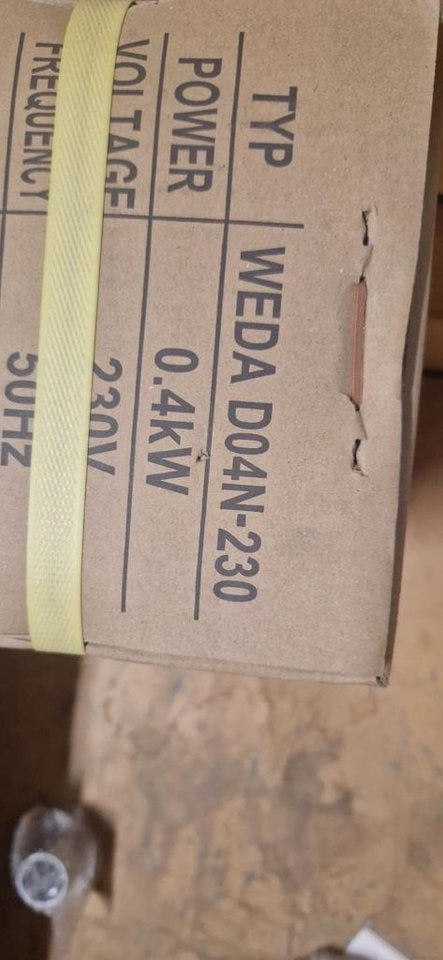 TYP WEDA D04N-230
POWER 0.4kW
VOLTAGE 230V
FREQUENCY 50Hz